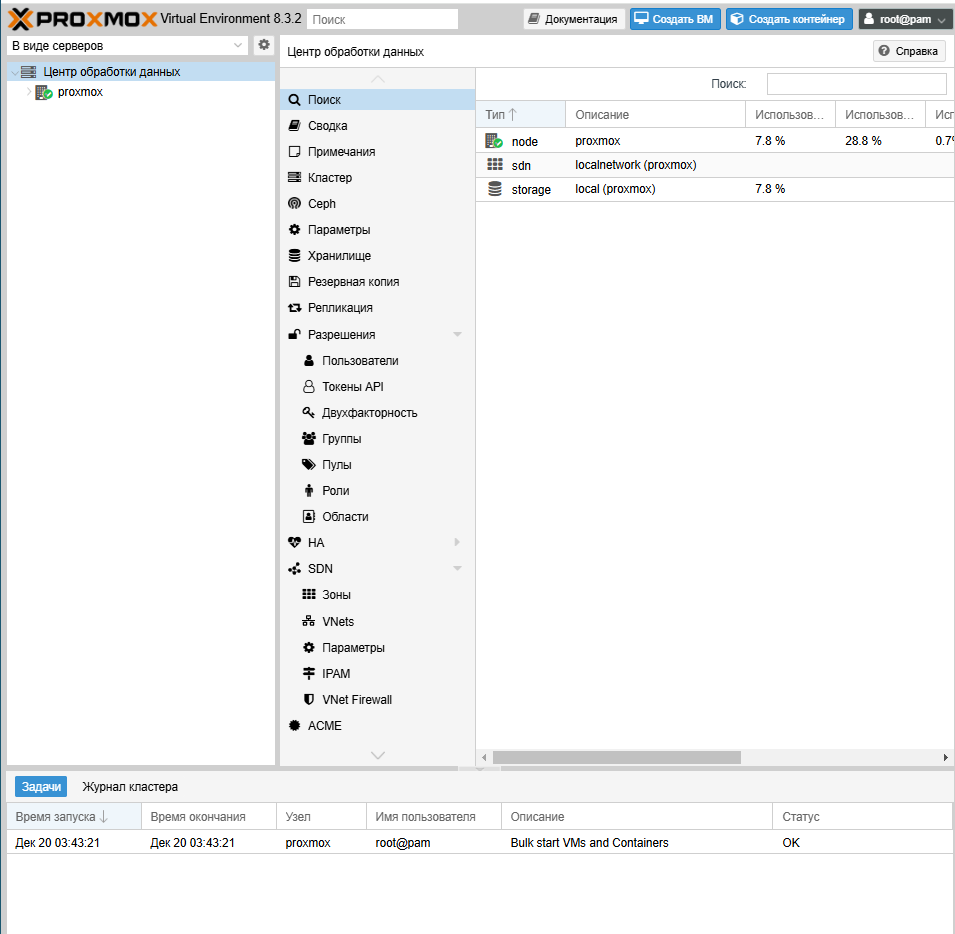 PROXMOX Virtual Environment 8.3.2 Поиск Документация Создать ВМ Создать контейнер root@pam
В виде серверов
Центр обработки данных
proxmox
Центр обработки данных Справка
Поиск
Сводка
Примечания
Кластер
Ceph
Параметры
Хранилище
Резервная копия
Репликация
Разрешения
Пользователи
Токены API
Двухфакторность
Группы
Пулы
Роли
Области
HA
SDN
Зоны
VNets
Параметры
IPAM
VNet Firewall
ACME
Поиск:
Тип Описание Использов... Использов... Исг
node proxmox 7.8 % 28.8 % 0.7%
sdn localnetwork (proxmox)
storage local (proxmox) 7.8 %
Задачи Журнал кластера
Время запуска Время окончания Узел Имя пользователя Описание Статус
Дек 20 03:43:21 Дек 20 03:43:21 proxmox root@pam Bulk start VMs and Containers OK